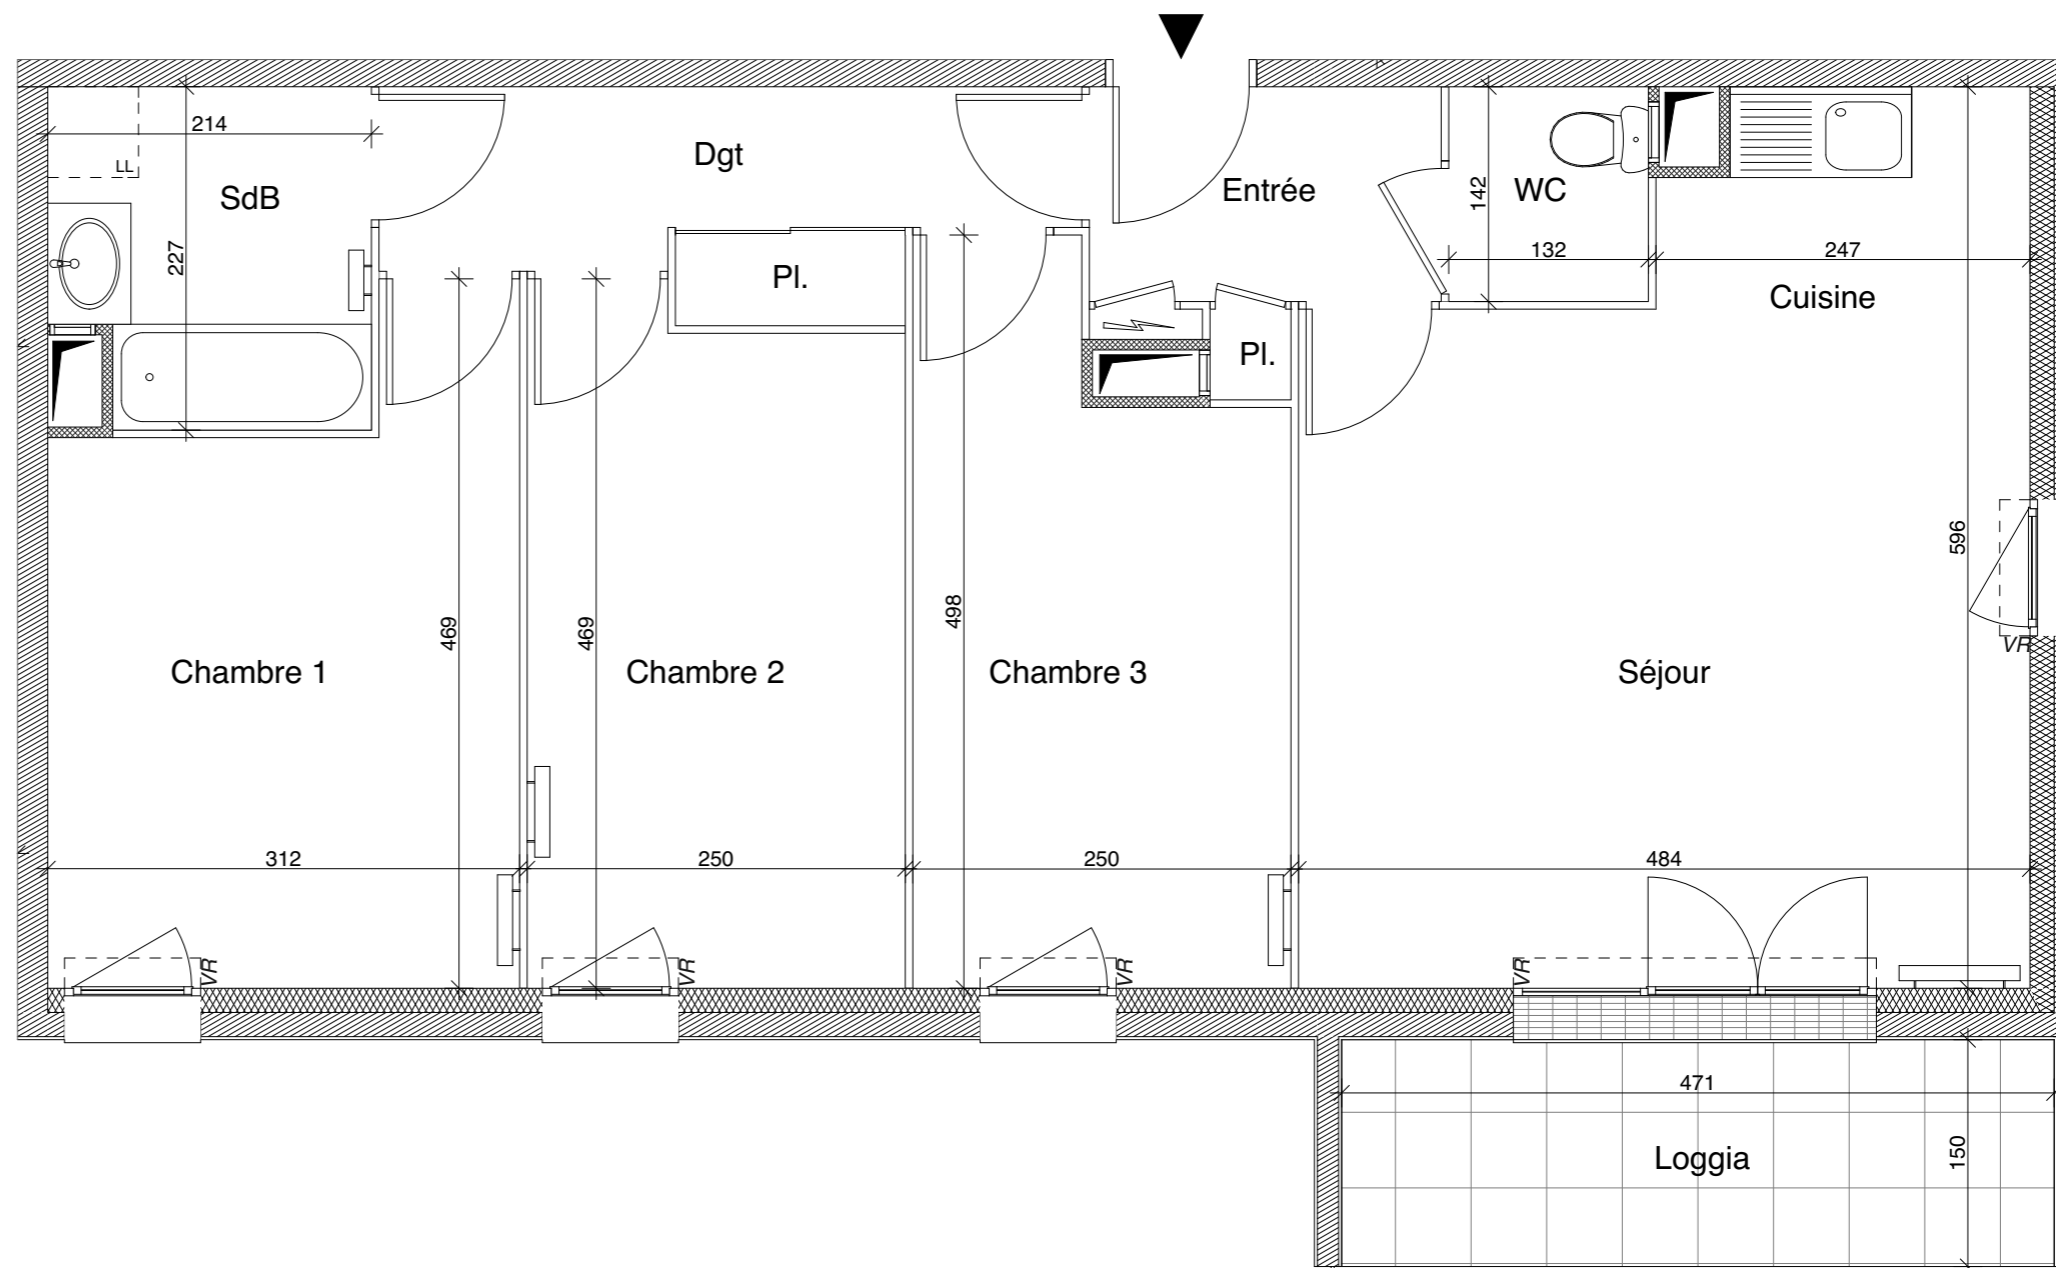 214
Dgt
LL
SdB
Entrée
142
WC
227
132
247
Pl.
Cuisine
Pl.
596
498
469
469
VR
Chambre 1
Chambre 2
Chambre 3
Séjour
312
250
250
484
VR
VR
VR
VR
471
Loggia
150